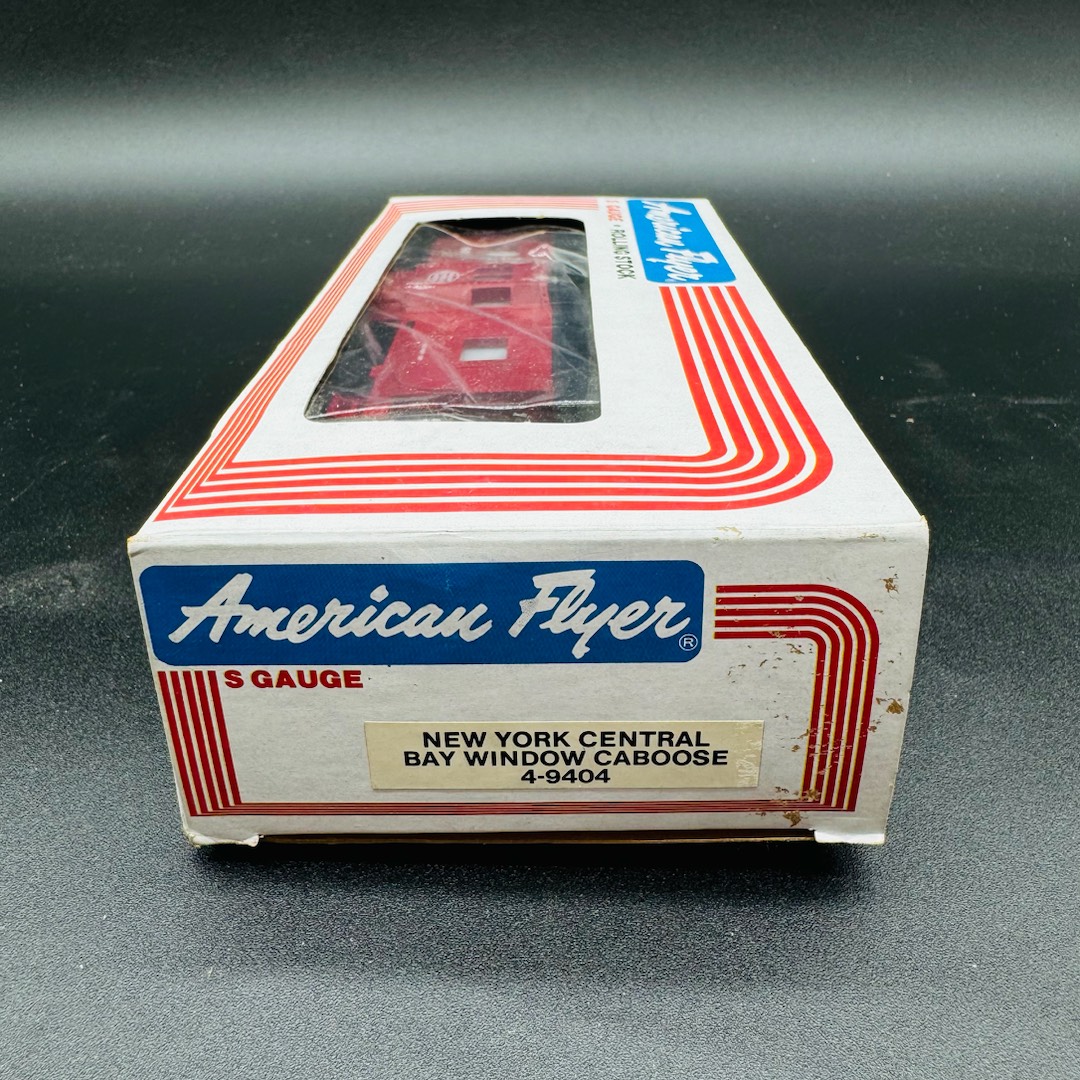 American Flyer
S GAUGE • ROLLING STOCK
American Flyer®
S GAUGE
NEW YORK CENTRAL
BAY WINDOW CABOOSE
4-9404